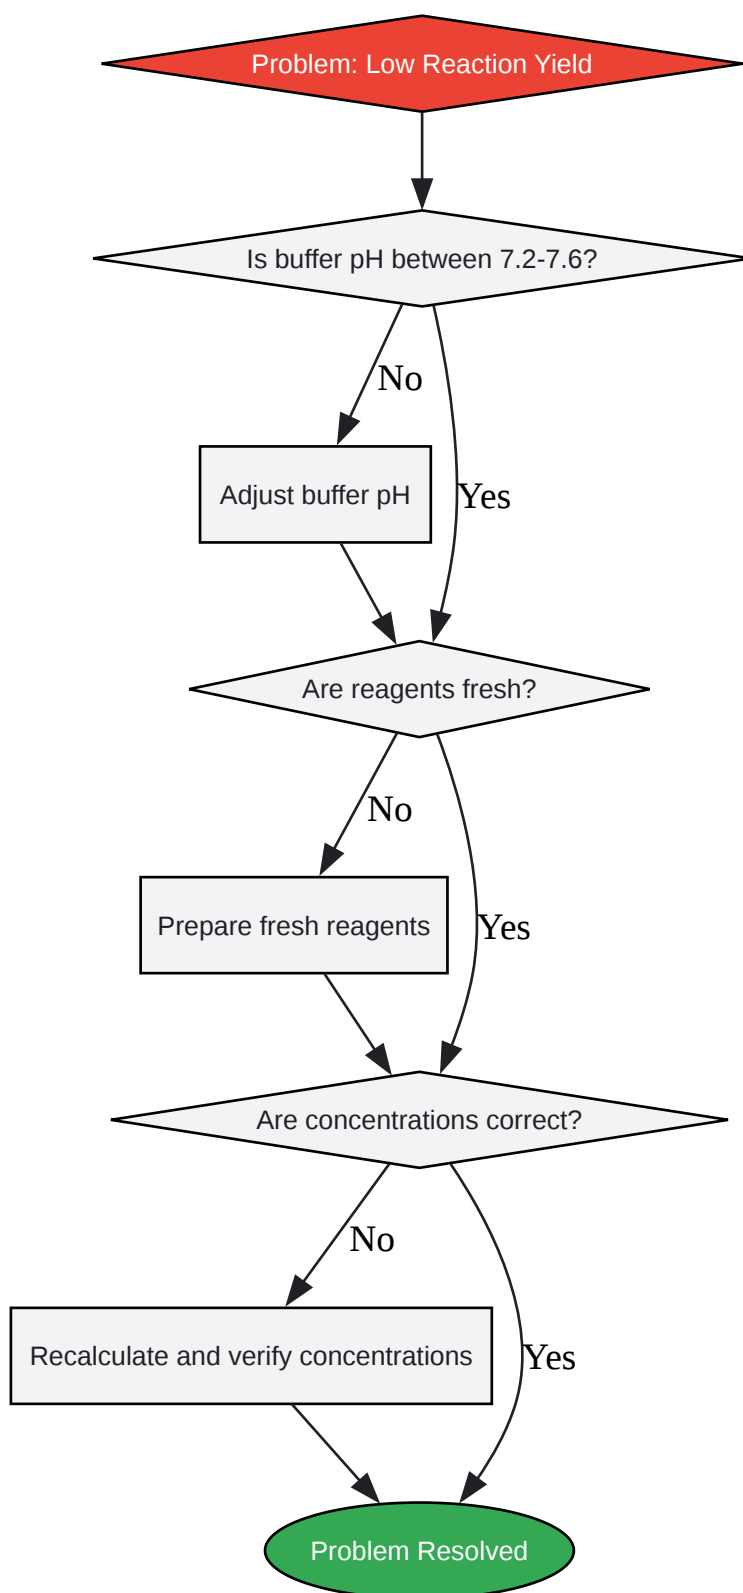 Problem: Low Reaction Yield
Is buffer pH between 7.2-7.6?
No
Adjust buffer pH
Yes
Are reagents fresh?
No
Prepare fresh reagents
Yes
Are concentrations correct?
No
Recalculate and verify concentrations
Yes
Problem Resolved